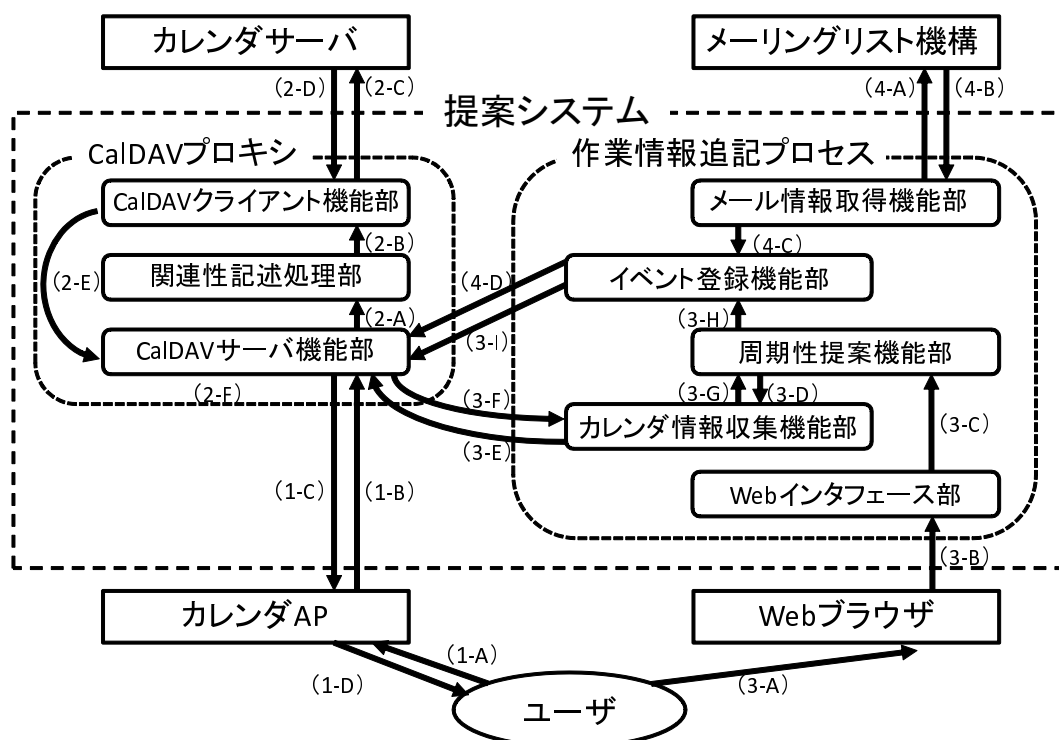 カレンダサーバ
メーリングリスト機構
(2-D)
(2-C)
(4-A)
(4-B)
提案システム
CalDAVプロキシ
作業情報追記プロセス
CalDAVクライアント機能部
メール情報取得機能部
(2-B)
(4-C)
(2-E)
関連性記述処理部
(4-D)
イベント登録機能部
(2-A)
(3-I)
(3-H)
CalDAVサーバ機能部
周期性提案機能部
(2-F)
(3-F)
(3-G)
(3-D)
カレンダ情報収集機能部
(3-E)
(3-C)
(1-C)
(1-B)
Webインタフェース部
(3-B)
カレンダAP
Webブラウザ
(1-A)
(1-D)
(3-A)
ユーザ